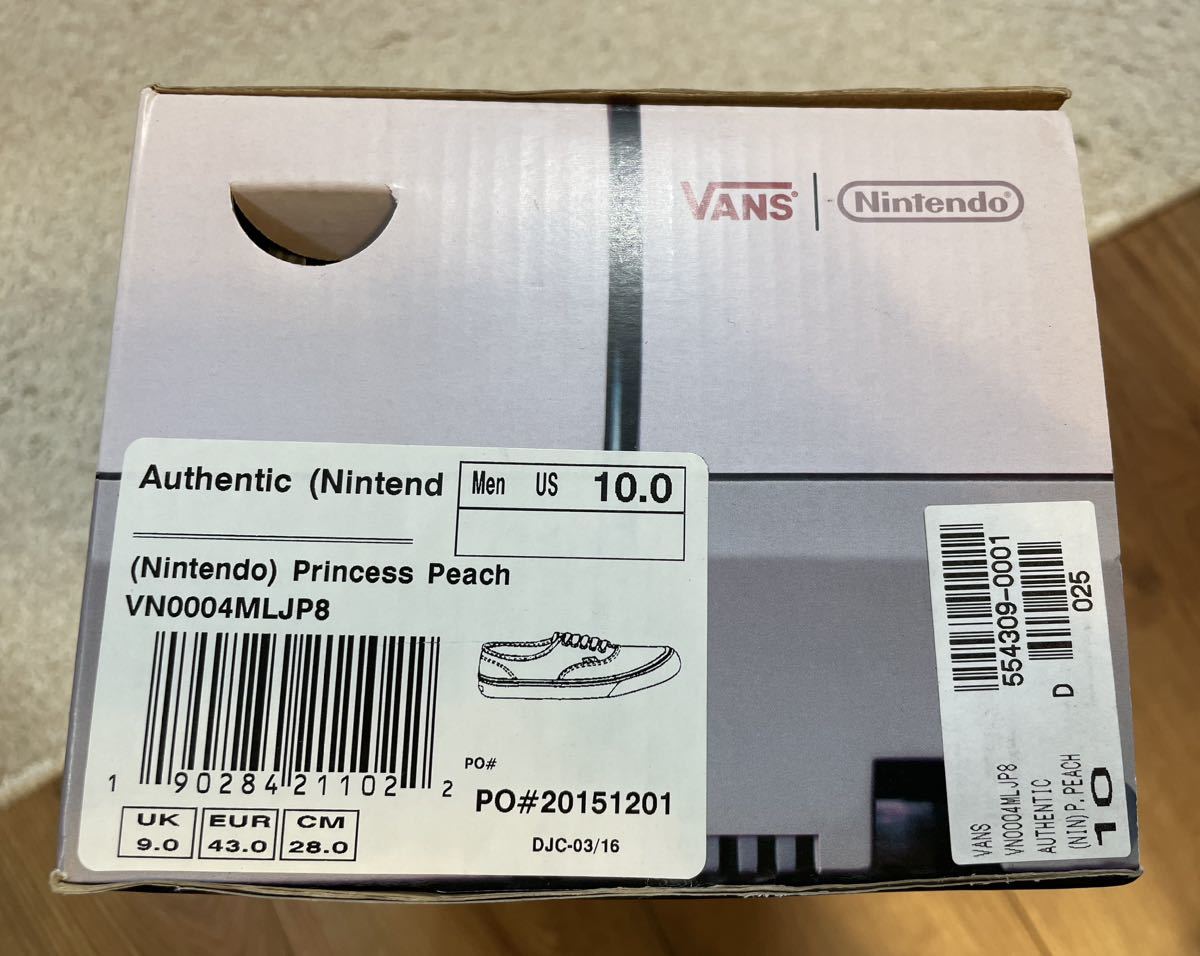 VANS® | Nintendo®
Authentic (Nintend
Men US 10.0
(Nintendo) Princess Peach
VN0004MLJP8
1 90284 21102 2
PO#
PO#20151201
DJC-03/16
UK EUR CM
9.0 43.0 28.0
554309-0001
D 025
VANS
VN0004MLJP8
AUTHENTIC
(NIN)P.PEACH
10